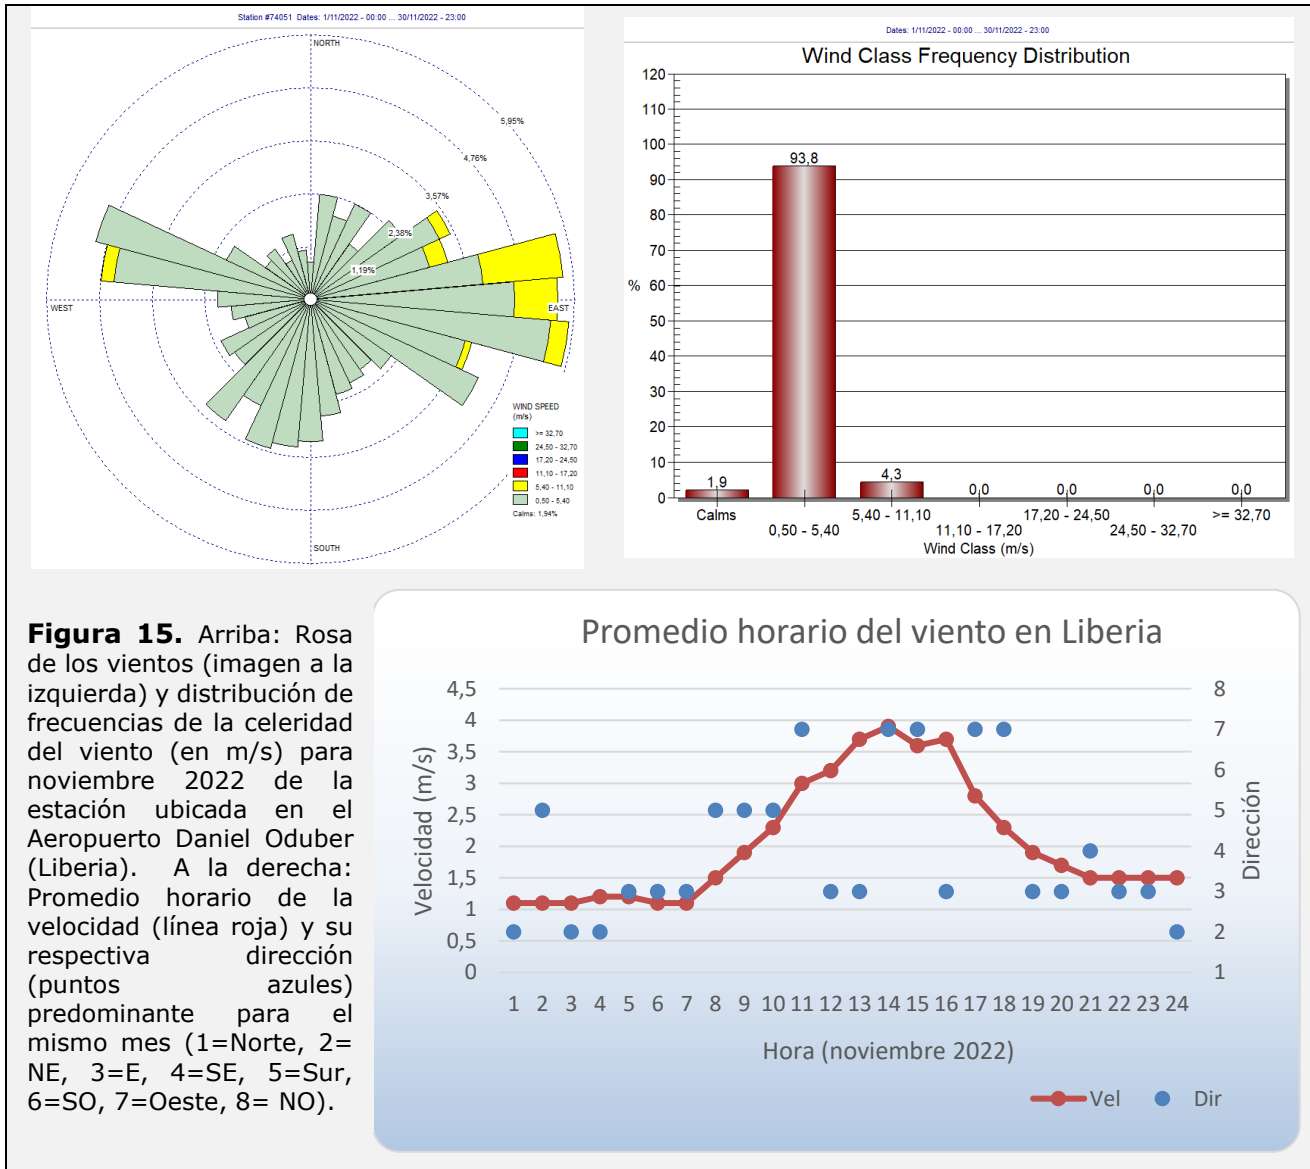 Station #74051 Dates: 1/11/2022 - 00:00 ... 30/11/2022 - 23:00
NORTH
5,95%
4,76%
3,57%
2,38%
1,19%
WEST
EAST
SOUTH
WIND SPEED
(m/s)
>= 32,70
24,50 - 32,70
17,20 - 24,50
11,10 - 17,20
5,40 - 11,10
0,50 - 5,40
Calms: 1,94%
Dates: 1/11/2022 - 00:00 ... 30/11/2022 - 23:00
Wind Class Frequency Distribution
120
110
100
90
80
70
60
50
40
30
20
10
0
%
93,8
1,9
4,3
0,0
0,0
0,0
0,0
Calms
0,50 - 5,40
5,40 - 11,10
11,10 - 17,20
17,20 - 24,50
24,50 - 32,70
>= 32,70
Wind Class (m/s)
Figura 15. Arriba: Rosa
de los vientos (imagen a la
izquierda) y distribución de
frecuencias de la celeridad
del viento (en m/s) para
noviembre 2022 de la
estación ubicada en el
Aeropuerto Daniel Oduber
(Liberia). A la derecha:
Promedio horario de la
velocidad (línea roja) y su
respectiva dirección
(puntos azules)
predominante para el
mismo mes (1=Norte, 2=
NE, 3=E, 4=SE, 5=Sur,
6=SO, 7=Oeste, 8= NO).
Promedio horario del viento en Liberia
4,5
4
3,5
3
2,5
2
1,5
1
0,5
0
Velocidad (m/s)
8
7
6
5
4
3
2
1
Dirección
1 2 3 4 5 6 7 8 9 10 11 12 13 14 15 16 17 18 19 20 21 22 23 24
Hora (noviembre 2022)
Vel Dir